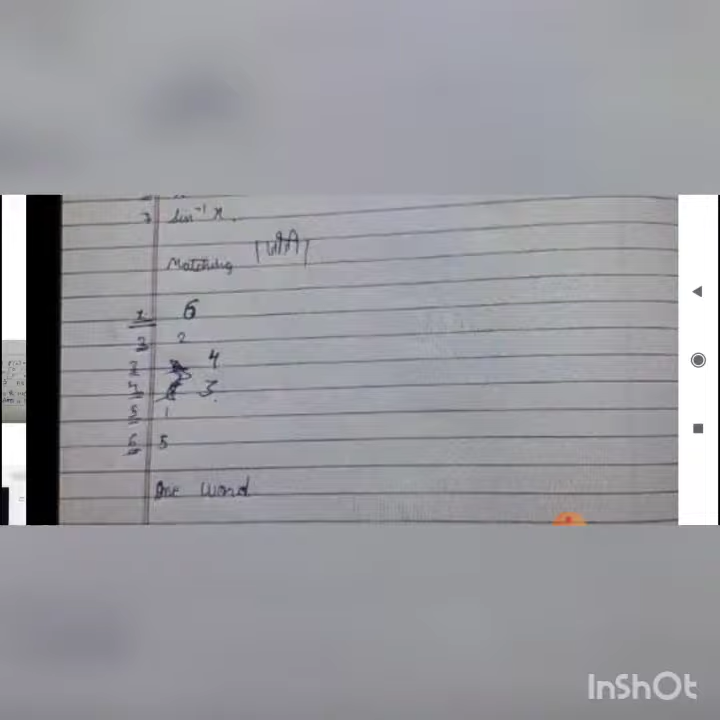 3 sin⁻¹ x.
Matching
1 6
2 2
3 4
4 3.
5 1
6 5
One word
InShOt